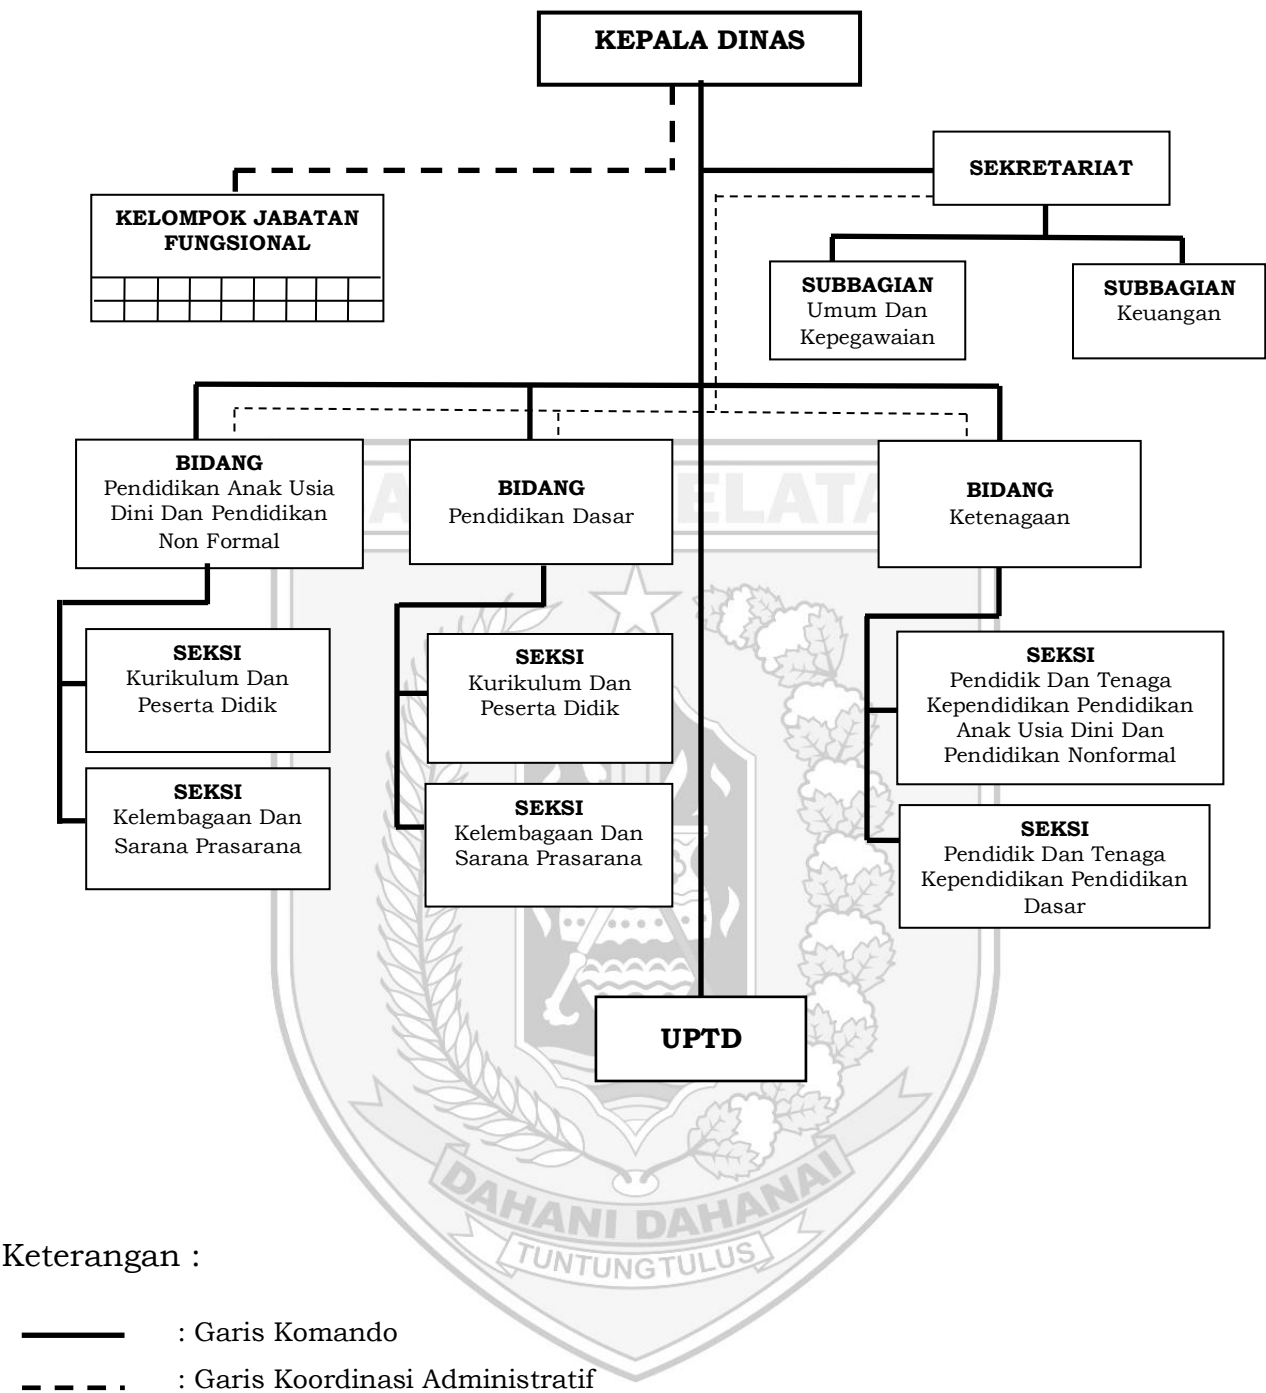 KEPALA DINAS
SEKRETARIAT
KELOMPOK JABATAN
FUNGSIONAL
SUBBAGIAN
Umum Dan
Kepegawaian
SUBBAGIAN
Keuangan
BIDANG
Pendidikan Anak Usia
Dini Dan Pendidikan
Non Formal
BIDANG
Pendidikan Dasar
BIDANG
Ketenagaan
SEKSI
Kurikulum Dan
Peserta Didik
SEKSI
Kelembagaan Dan
Sarana Prasarana
SEKSI
Kurikulum Dan
Peserta Didik
SEKSI
Kelembagaan Dan
Sarana Prasarana
SEKSI
Pendidik Dan Tenaga
Kependidikan Pendidikan
Anak Usia Dini Dan
Pendidikan Nonformal
SEKSI
Pendidik Dan Tenaga
Kependidikan Pendidikan
Dasar
UPTD
DAHANI DAHANAI
TUNTUNG TULUS
Keterangan :
: Garis Komando
: Garis Koordinasi Administratif